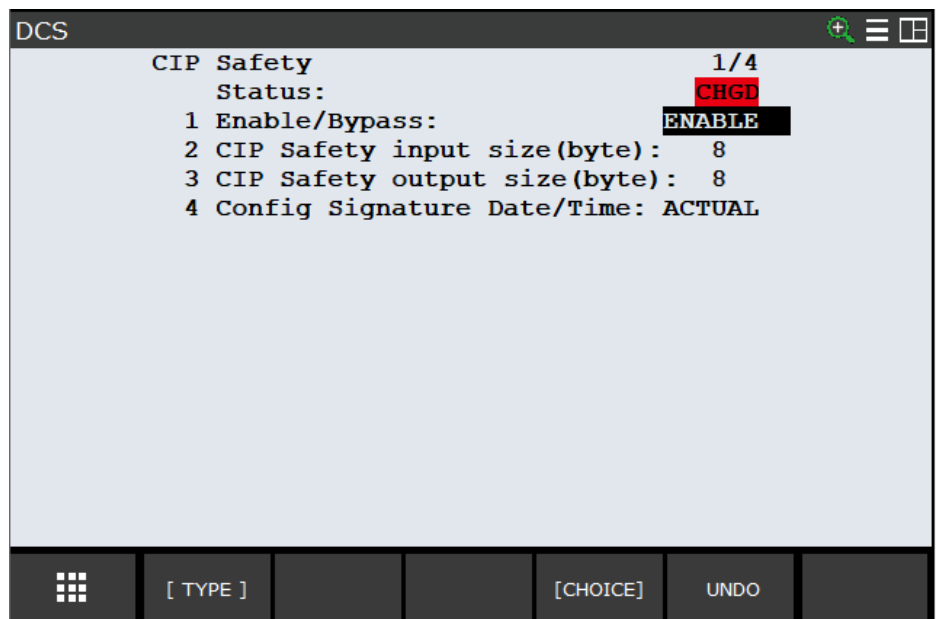 DCS
CIP Safety 1/4
Status: CHGD
1 Enable/Bypass: ENABLE
2 CIP Safety input size(byte): 8
3 CIP Safety output size(byte): 8
4 Config Signature Date/Time: ACTUAL
[ TYPE ] [CHOICE] UNDO